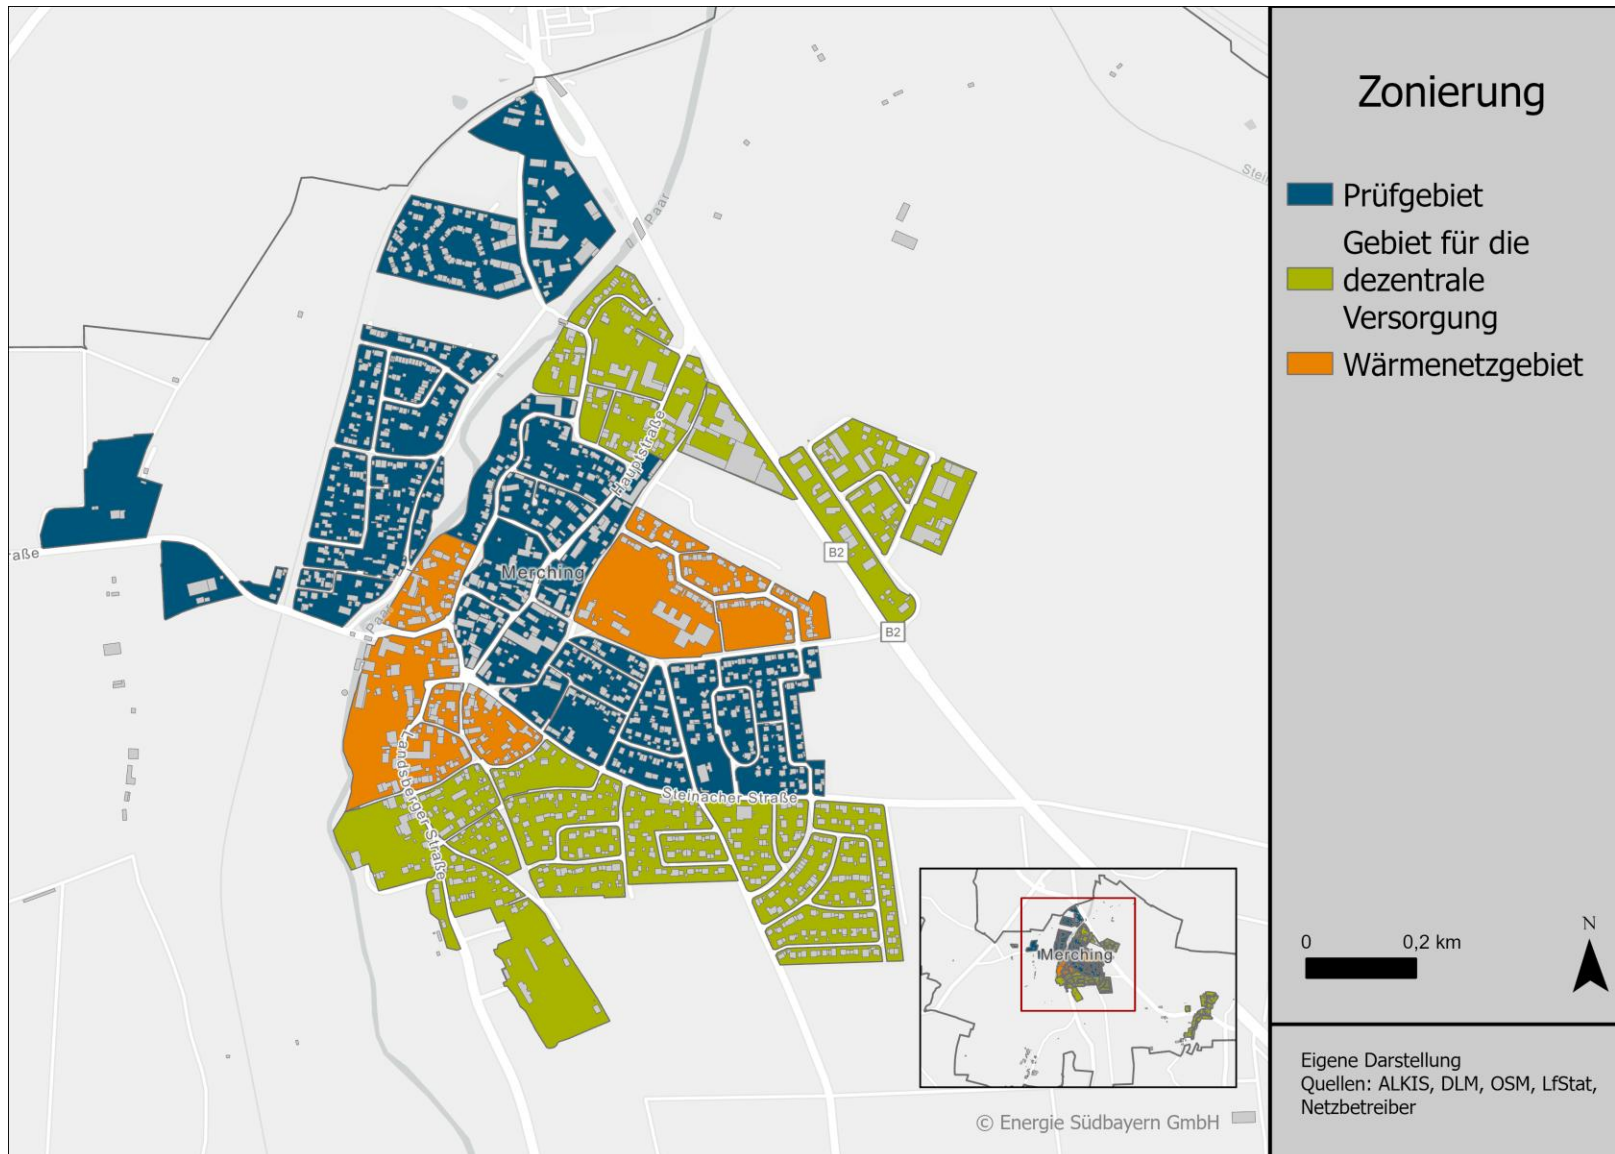 Zonierung
Prüfgebiet
Gebiet für die
dezentrale
Versorgung
Wärmenetzgebiet
Paar
Hauptstraße
B2
Merching
raße
Paar
B2
Landsberger Straße
Steinacher Straße
Merching
0 0,2 km
N
© Energie Südbayern GmbH
Eigene Darstellung
Quellen: ALKIS, DLM, OSM, LfStat,
Netzbetreiber